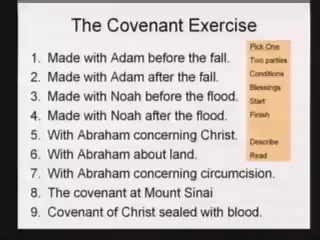 The Covenant Exercise
1. Made with Adam before the fall.
2. Made with Adam after the fall.
3. Made with Noah before the flood.
4. Made with Noah after the flood.
5. With Abraham concerning Christ.
6. With Abraham about land.
7. With Abraham concerning circumcision.
8. The covenant at Mount Sinai
9. Covenant of Christ sealed with blood.
Pick One
Two parties
Conditions
Blessings
Start
Finish
Describe
Read